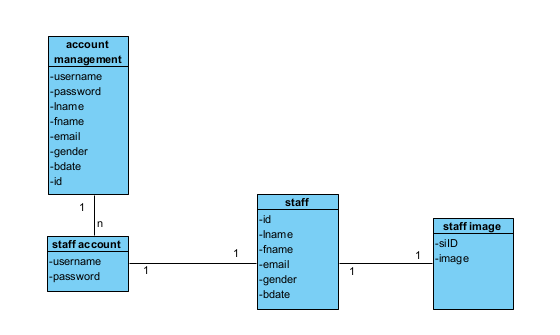 account
management
-username
-password
-lname
-fname
-email
-gender
-bdate
-id
1
n
staff account
-username
-password
1
1
staff
-id
-lname
-fname
-email
-gender
-bdate
1
1
staff image
-siID
-image